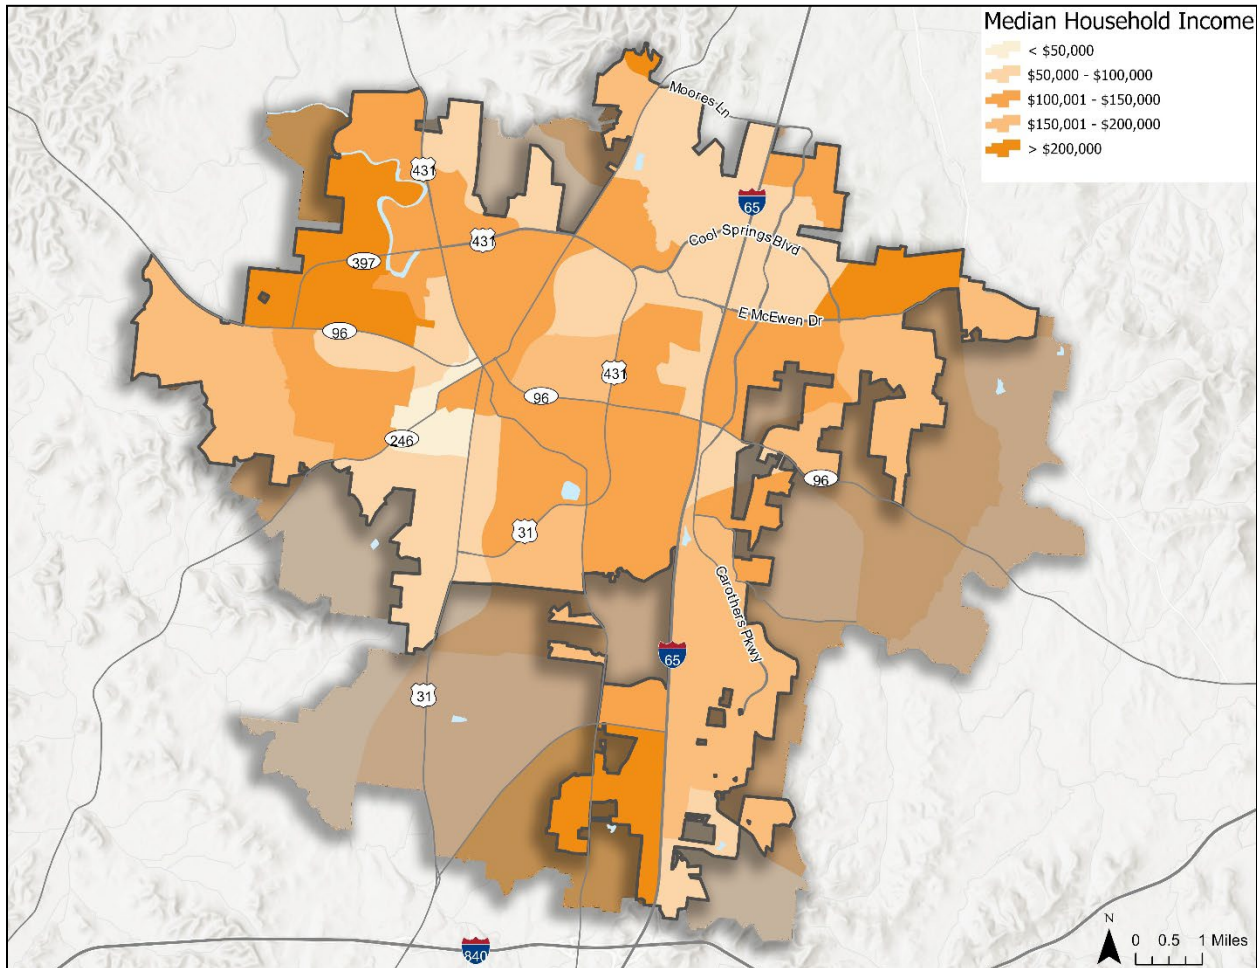 Median Household Income
< $50,000
$50,000 - $100,000
$100,001 - $150,000
$150,001 - $200,000
> $200,000
Moores Ln
431
65
Cool Springs Blvd
431
397
E McEwen Dr
96
431
96
246
96
31
Carothers Pkwy
65
31
N
0 0.5 1 Miles
840